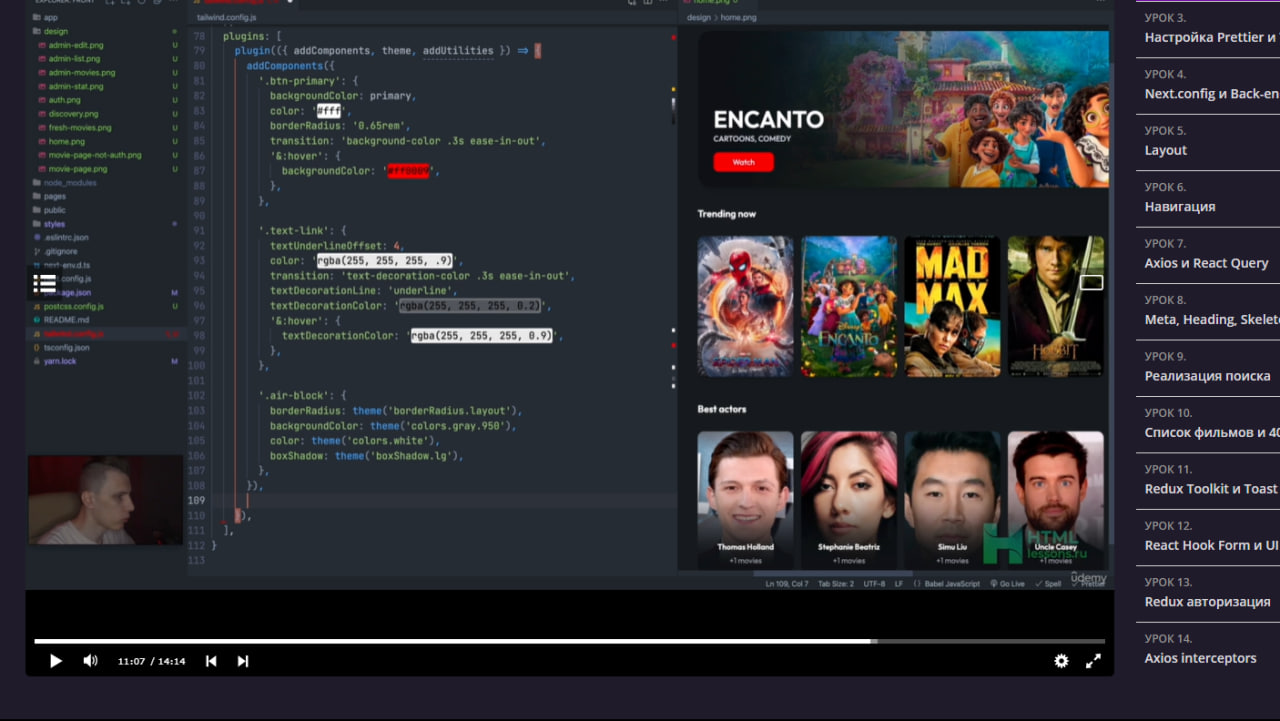 tailwind.config.js
home.png
tailwind.config.js
design > home.png
app
design
admin-edit.png U
admin-list.png U
admin-movies.png U
admin-stat.png U
auth.png U
discovery.png U
fresh-movies.png U
home.png U
movie-page-not-auth.png U
movie-page.png U
node_modules
pages
public
styles
.eslintrc.json
.gitignore
next-env.d.ts
.config.js
package.json M
postcss.config.js U
README.md
tailwind.config.js
tsconfig.json
yarn.lock M
78 plugins: [
79 plugin(({ addComponents, theme, addUtilities }) => {
80 addComponents({
81 '.btn-primary': {
82 backgroundColor: primary,
83 color: '#fff',
84 borderRadius: '0.65rem',
85 transition: 'background-color .3s ease-in-out',
86 '&:hover': {
87 backgroundColor: '
88 },
89 },
90
91 '.text-link': {
92 textUnderlineOffset: 4,
93 color: 'rgba(255, 255, 255, .9)',
94 transition: 'text-decoration-color .3s ease-in-out',
95 textDecorationLine: 'underline',
96 textDecorationColor: 'rgba(255, 255, 255, 0.2)',
97 '&:hover': {
98 textDecorationColor: 'rgba(255, 255, 255, 0.9)',
99 },
100 },
101
102 '.air-block': {
103 borderRadius: theme('borderRadius.layout'),
104 backgroundColor: theme('colors.gray.950'),
105 color: theme('colors.white'),
106 boxShadow: theme('boxShadow.lg'),
107 },
108 }),
109
110 }),
111 ],
112 }
113
ENCANTO
CARTOONS, COMEDY
Watch
Trending now
ENCANTO
MAD
MAX
HOBBIT
Best actors
Thomas Holland
+1 movies
Stephanie Beatriz
+1 movies
Simu Liu
+1 movies
Uncle Casey
+1 movies
HTML
lessons.ru
udemy
Ln 109, Col 7 Tab Size: 2 UTF-8 LF {} Babel JavaScript Go Live Spell Prettier
11:07 / 14:14
УРОК 3.
Настройка Prettier и
УРОК 4.
Next.config и Back-en
УРОК 5.
Layout
УРОК 6.
Навигация
УРОК 7.
Axios и React Query
УРОК 8.
Meta, Heading, Skelet
УРОК 9.
Реализация поиска
УРОК 10.
Список фильмов и 40
УРОК 11.
Redux Toolkit и Toast
УРОК 12.
React Hook Form и UI
УРОК 13.
Redux авторизация
УРОК 14.
Axios interceptors